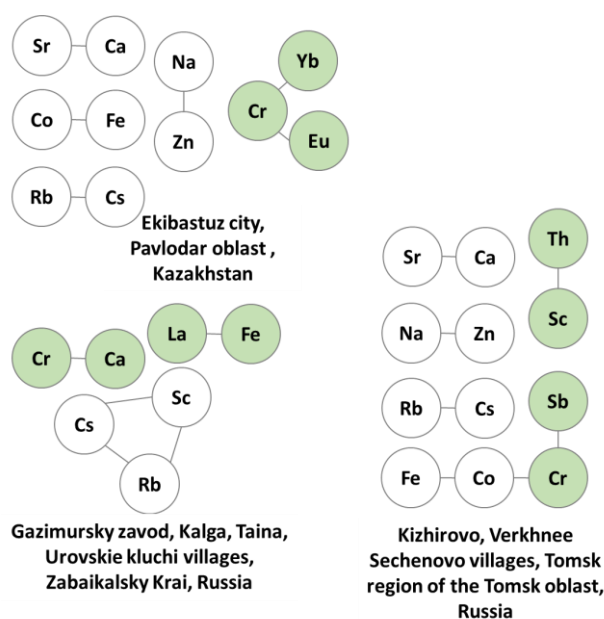 Sr Ca
Na
Yb
Cr
Co Fe
Zn
Eu
Rb Cs
Ekibastuz city,
Pavlodar oblast ,
Kazakhstan
Cr Ca
La Fe
Sc
Cs
Rb
Gazimursky zavod, Kalga, Taina,
Urovskie kluchi villages,
Zabaikalsky Krai, Russia
Th
Sr Ca
Sc
Na Zn
Rb Cs
Sb
Fe Co Cr
Kizhirovo, Verkhnee
Sechenovo villages, Tomsk
region of the Tomsk oblast,
Russia